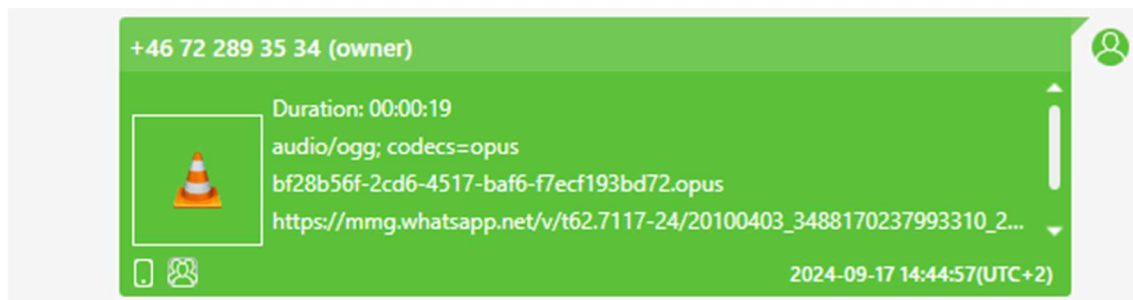 +46 72 289 35 34 (owner)
Duration: 00:00:19
audio/ogg; codecs=opus
bf28b56f-2cd6-4517-baf6-f7ecf193bd72.opus
https://mmg.whatsapp.net/v/t62.7117-24/20100403_3488170237993310_2...
2024-09-17 14:44:57(UTC+2)